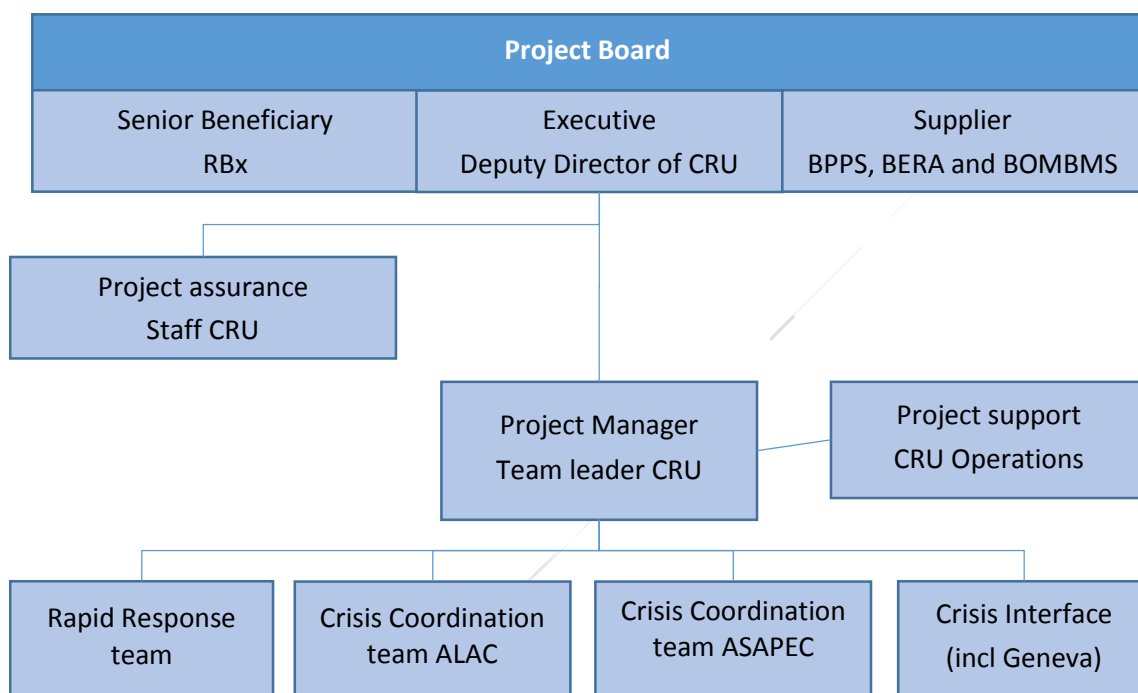 Project Board
Senior Beneficiary
RBx
Executive
Deputy Director of CRU
Supplier
BPPS, BERA and BOMBMS
Project assurance
Staff CRU
Project Manager
Team leader CRU
Project support
CRU Operations
Rapid Response
team
Crisis Coordination
team ALAC
Crisis Coordination
team ASAPEC
Crisis Interface
(incl Geneva)